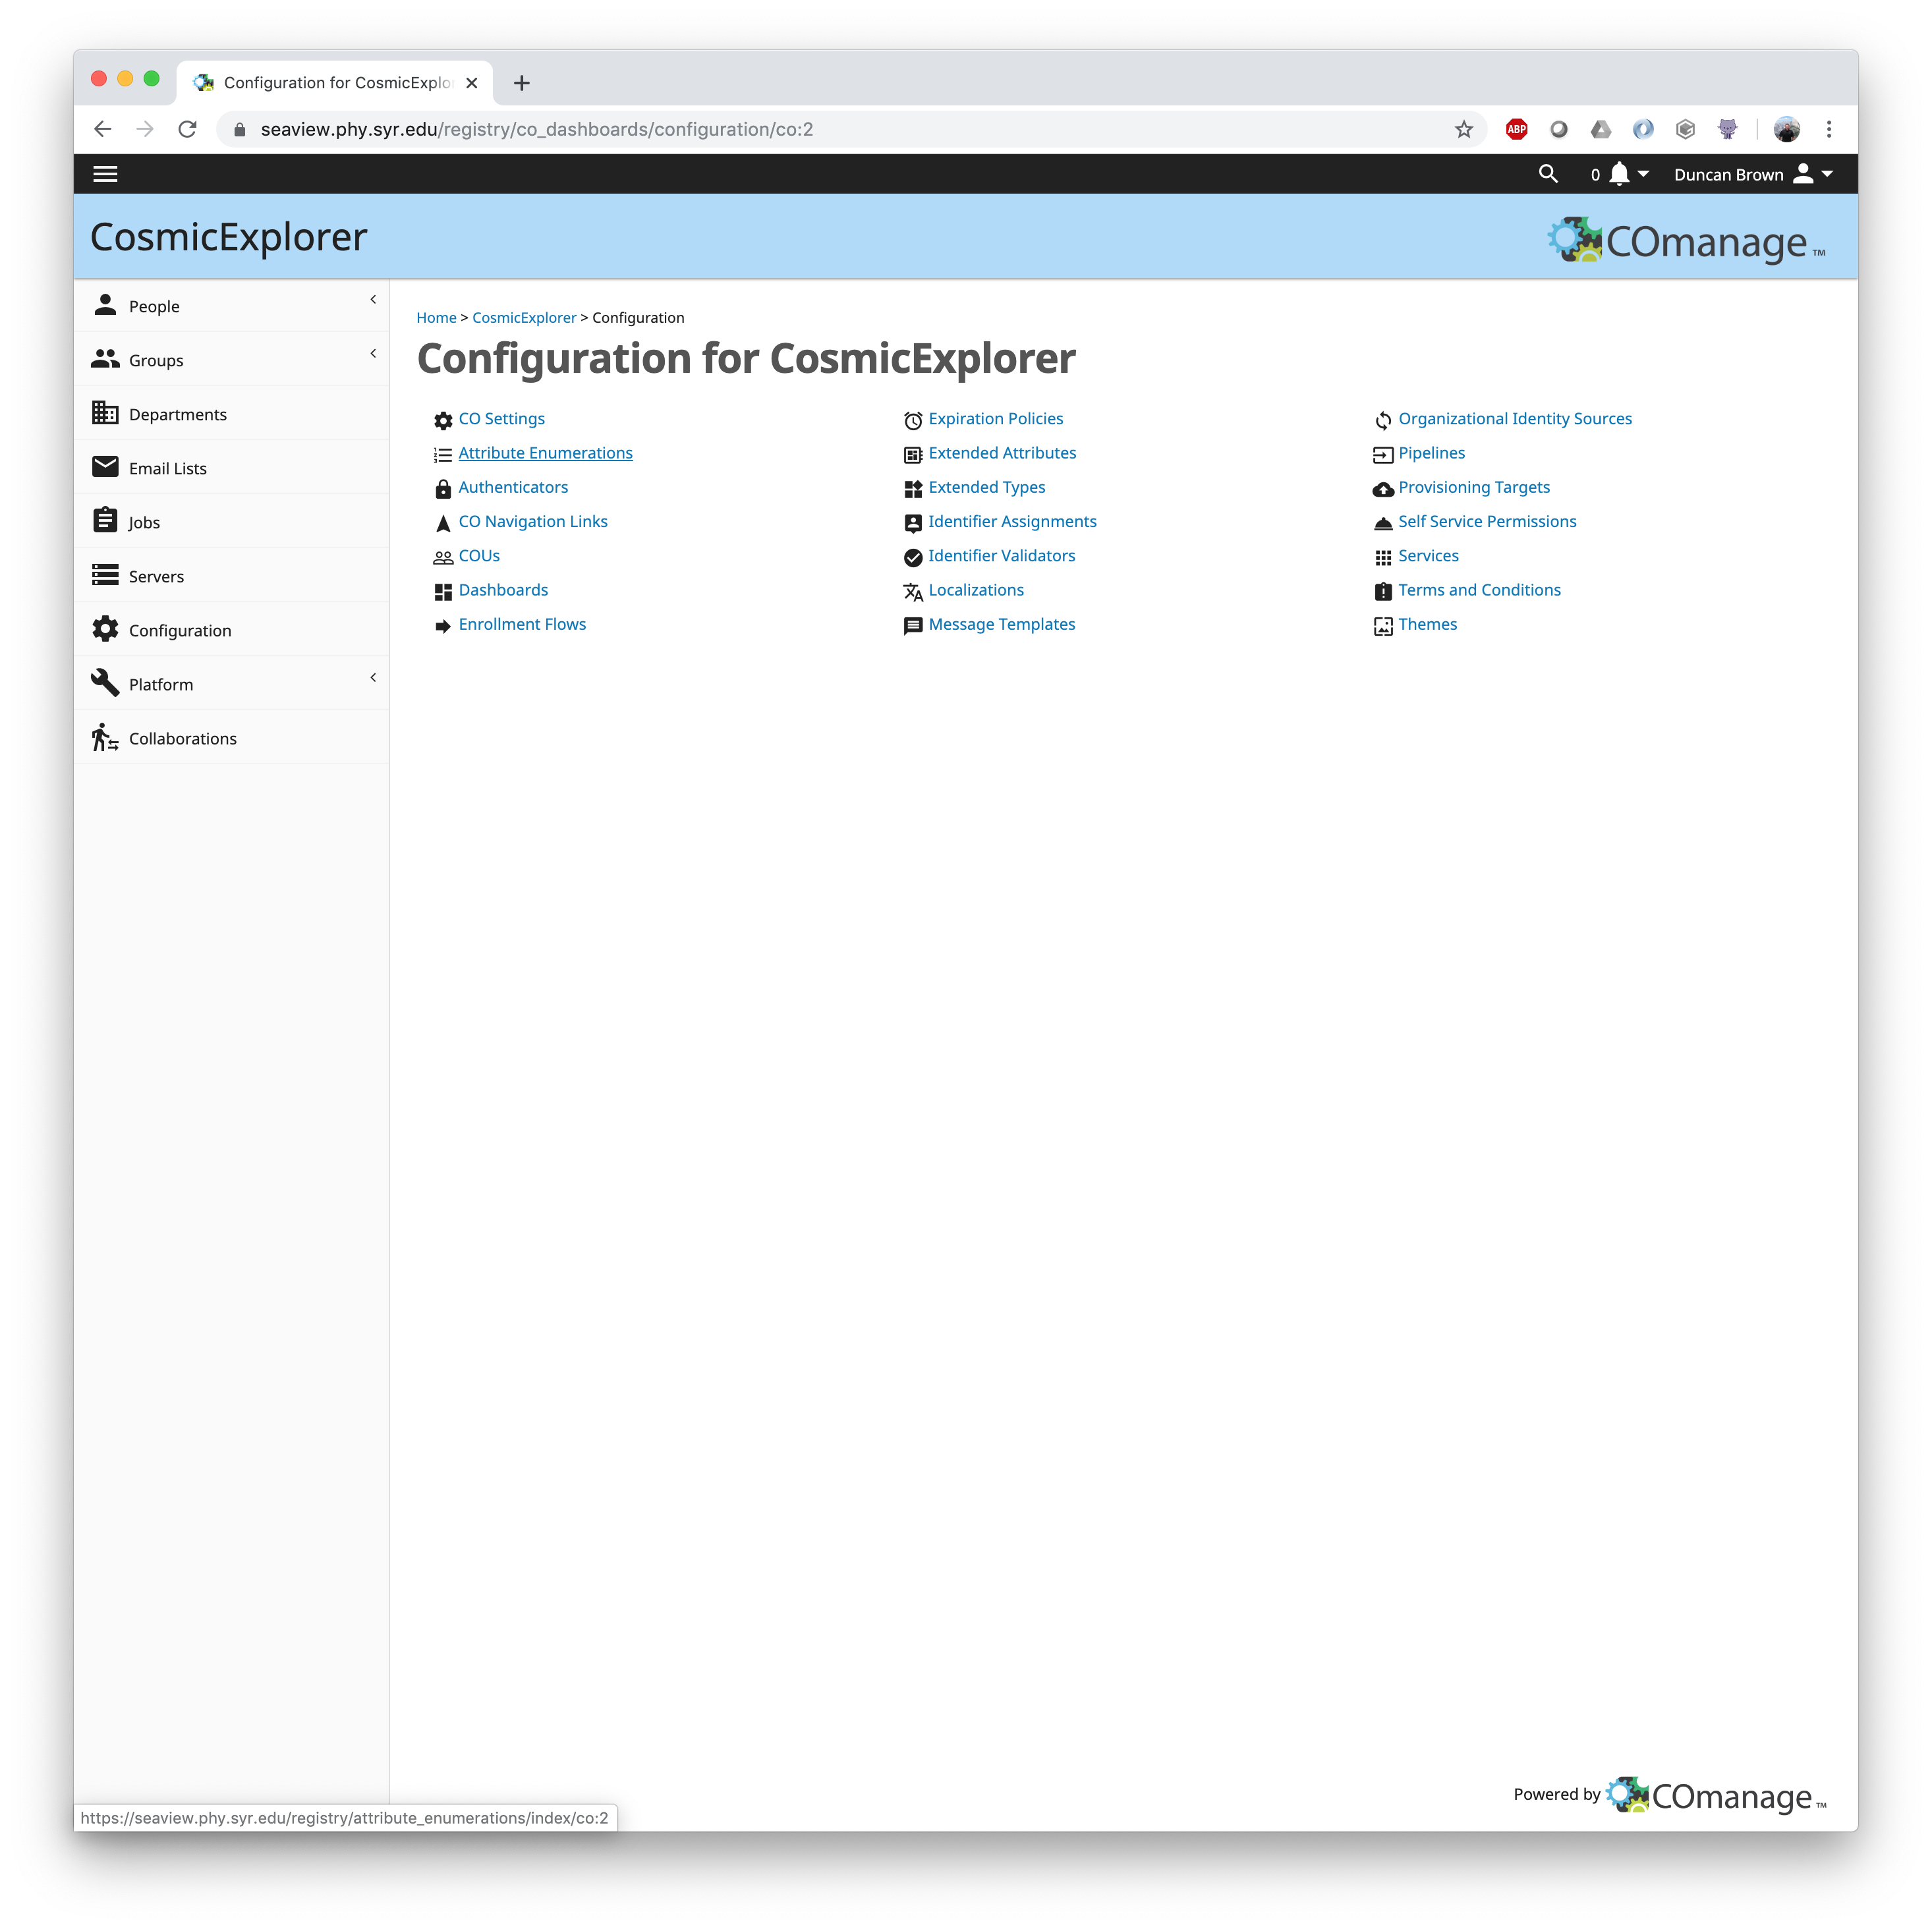 Configuration for CosmicExplo
seaview.phy.syr.edu/registry/co_dashboards/configuration/co:2
ABP
0
Duncan Brown
CosmicExplorer
COmanage ™
People
Groups
Departments
Email Lists
Jobs
Servers
Configuration
Platform
Collaborations
Home > CosmicExplorer > Configuration
Configuration for CosmicExplorer
CO Settings
Attribute Enumerations
Authenticators
CO Navigation Links
COUs
Dashboards
Enrollment Flows
Expiration Policies
Extended Attributes
Extended Types
Identifier Assignments
Identifier Validators
Localizations
Message Templates
Organizational Identity Sources
Pipelines
Provisioning Targets
Self Service Permissions
Services
Terms and Conditions
Themes
Powered by COmanage ™
https://seaview.phy.syr.edu/registry/attribute_enumerations/index/co:2